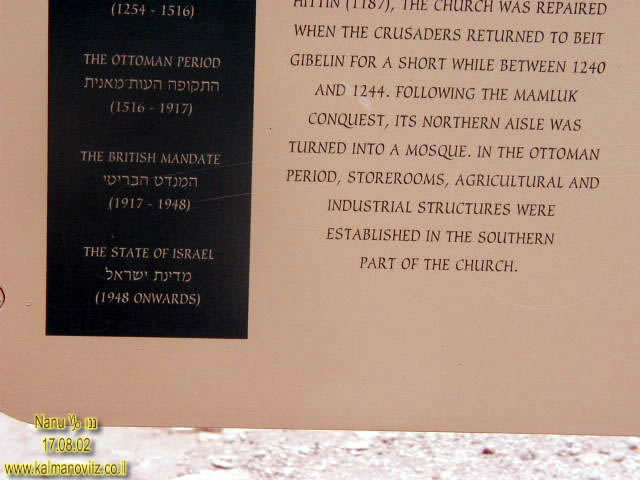 (1254 - 1516)
THE OTTOMAN PERIOD
התקופה העות'מאנית
(1516 - 1917)
THE BRITISH MANDATE
המנדט הבריטי
(1917 - 1948)
THE STATE OF ISRAEL
מדינת ישראל
(1948 ONWARDS)
HITTIN (1187), THE CHURCH WAS REPAIRED
WHEN THE CRUSADERS RETURNED TO BEIT
GIBELIN FOR A SHORT WHILE BETWEEN 1240
AND 1244. FOLLOWING THE MAMLUK
CONQUEST, ITS NORTHERN AISLE WAS
TURNED INTO A MOSQUE. IN THE OTTOMAN
PERIOD, STOREROOMS, AGRICULTURAL AND
INDUSTRIAL STRUCTURES WERE
ESTABLISHED IN THE SOUTHERN
PART OF THE CHURCH.
Nanu נני
17.08.02
www.kalmanovitz.co.il